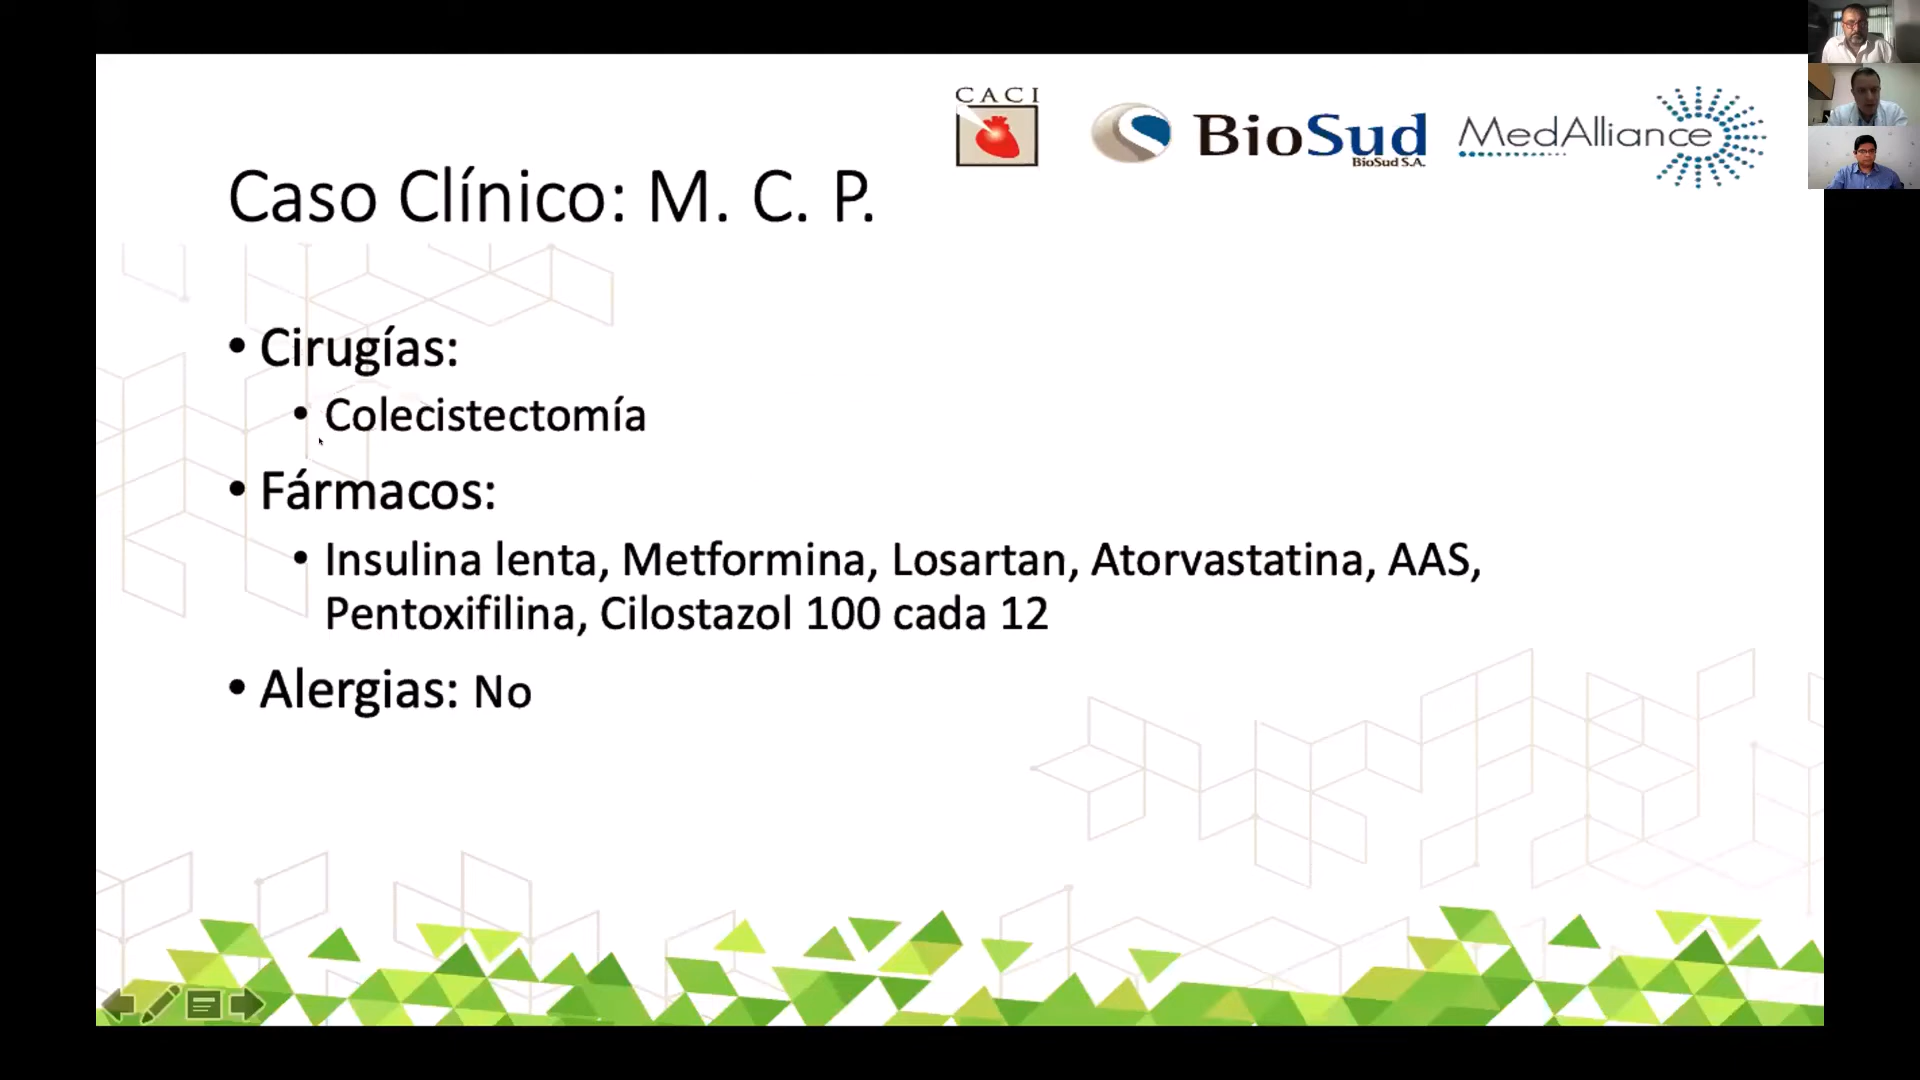 CACI
BioSud
BioSud S.A.
MedAlliance
Caso Clínico: M. C. P.
• Cirugías:
• Colecistectomía
• Fármacos:
• Insulina lenta, Metformina, Losartan, Atorvastatina, AAS,
Pentoxifilina, Cilostazol 100 cada 12
• Alergias: No